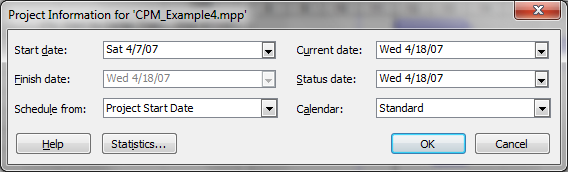 Project Information for 'CPM_Example4.mpp'
Start date: Sat 4/7/07 Current date: Wed 4/18/07
Finish date: Wed 4/18/07 Status date: Wed 4/18/07
Schedule from: Project Start Date Calendar: Standard
Help Statistics... OK Cancel